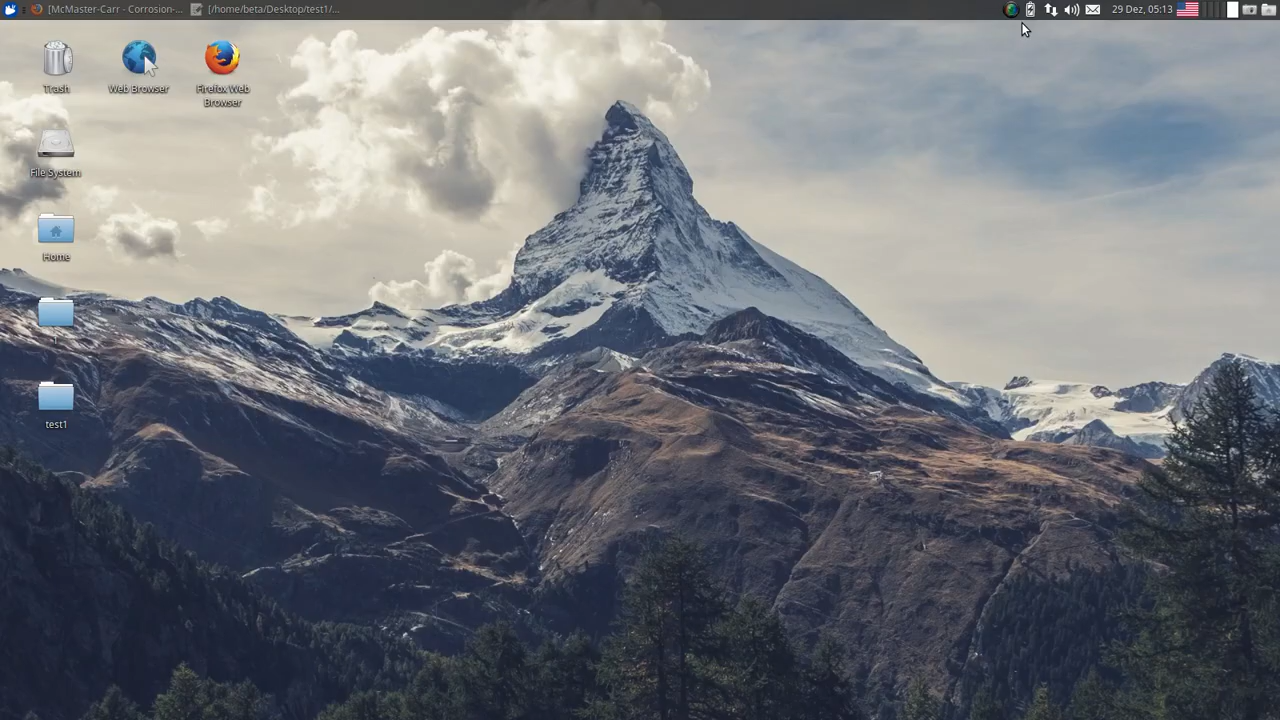 [McMaster-Carr - Corrosion-...
[/home/beta/Desktop/test1/...
29 Dez, 05:13
Trash
Web Browser
Firefox Web
Browser
File System
Home
test1